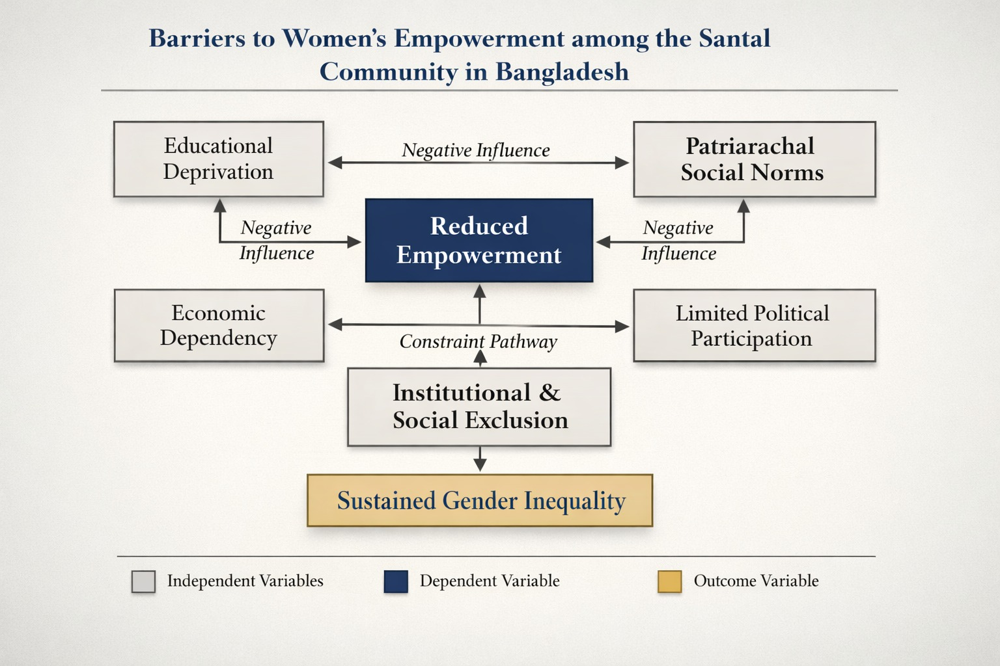 Barriers to Women’s Empowerment among the Santal
Community in Bangladesh
Educational
Deprivation
Negative Influence
Patriarachal
Social Norms
Negative
Influence
Reduced
Empowerment
Negative
Influence
Economic
Dependency
Constraint Pathway
Limited Political
Participation
Institutional &
Social Exclusion
Sustained Gender Inequality
Independent Variables
Dependent Variable
Outcome Variable